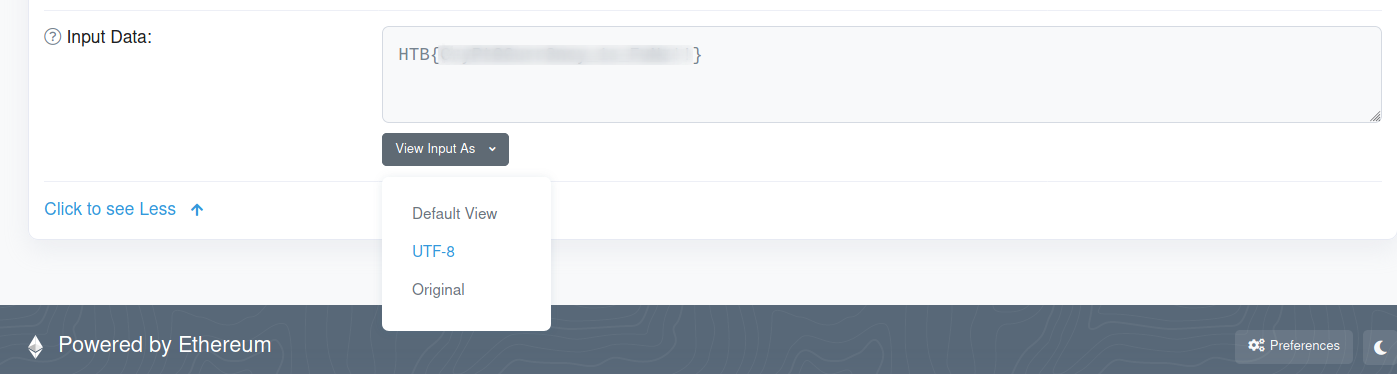 Input Data:
HTB{ }
View Input As
Default View
UTF-8
Original
Click to see Less
Powered by Ethereum
Preferences